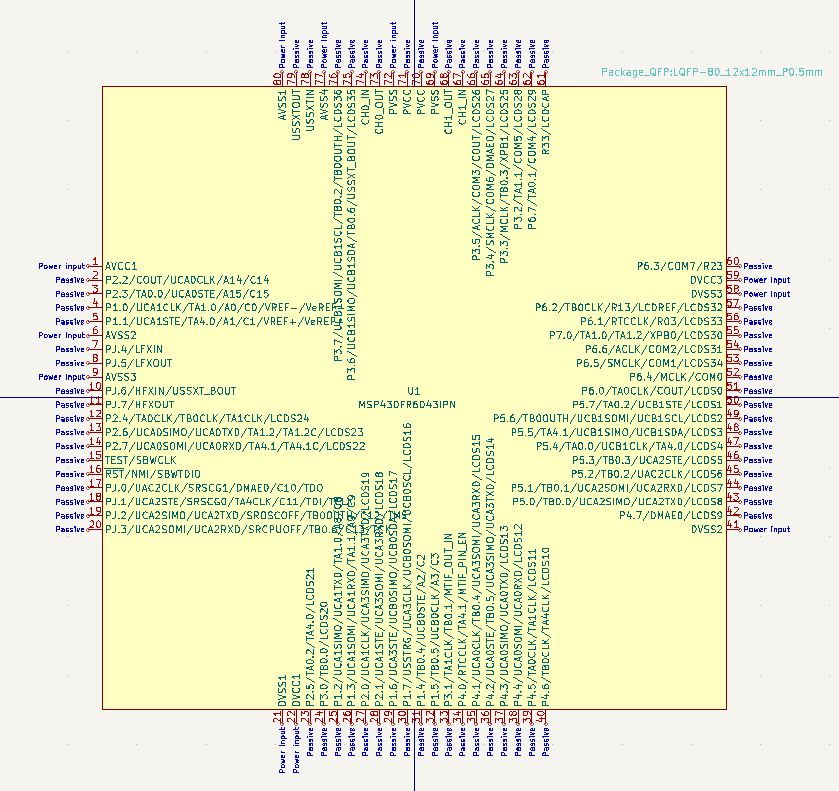 Package_QFP:LQFP-80_12x12mm_P0.5mm
Power Input 80 AVSS1
Passive 79 USSXTOUT
Passive 78 USSXTIN
Power Input 77 AVSS4
Passive 76 P3.7/UCB1SOMI/UCB1SCL/TB0.2/TB0OUTH/LCDS36
Passive 75 P3.6/UCB1SIMO/UCB1SDA/TB0.6/USSXT_BOUT/LCDS35
Passive 74 CH0_IN
Passive 73 CH0_OUT
Power Input 72 PVSS
Passive 71 PVCC
Passive 70 PVCC
Power Input 69 PVSS
Passive 68 CH1_OUT
Passive 67 CH1_IN
Passive 66 P3.5/ACLK/COM3/COUT/LCDS26
Passive 65 P3.4/SMCLK/COM6/DMAE0/LCDS27
Passive 64 P3.3/MCLK/TB0.3/XPB1/LCDS25
Passive 63 P3.2/TA1.1/COM5/LCDS28
Passive 62 P6.7/TA0.1/COM4/LCDS29
Passive 61 R33/LCDCAP
Power Input 1 AVCC1
Passive 2 P2.2/COUT/UCA0CLK/A14/C14
Passive 3 P2.3/TA0.0/UCA0STE/A15/C15
Passive 4 P1.0/UCA1CLK/TA1.0/A0/C0/VREF-/VeREF-
Passive 5 P1.1/UCA1STE/TA4.0/A1/C1/VREF+/VeREF+
Power Input 6 AVSS2
Passive 7 PJ.4/LFXIN
Passive 8 PJ.5/LFXOUT
Power Input 9 AVSS3
Passive 10 PJ.6/HFXIN/USSXT_BOUT
Passive 11 PJ.7/HFXOUT
Passive 12 P2.4/TA0CLK/TB0CLK/TA1CLK/LCDS24
Passive 13 P2.6/UCA0SIMO/UCA0TXD/TA1.2/TA1.2C/LCDS23
Passive 14 P2.7/UCA0SOMI/UCA0RXD/TA4.1/TA4.1C/LCDS22
Passive 15 TEST/SBWCLK
Passive 16 RST/NMI/SBWTDIO
Passive 17 PJ.0/UAC2CLK/SRSCG1/DMAE0/C10/TDO
Passive 18 PJ.1/UCA2STE/SRSCG0/TA4CLK/C11/TDI/
Passive 19 PJ.2/UCA2SIMO/UCA2TXD/SROSCOFF/TB0OUTH/C12/TMS
Passive 20 PJ.3/UCA2SOMI/UCA2RXD/SRCPUOFF/
U1
MSP430FR6043IPN
60 P6.3/COM7/R23 Passive
59 DVCC3 Power Input
58 DVSS3 Power Input
57 P6.2/TB0CLK/R13/LCDREF/LCDS32 Passive
56 P6.1/RTCCLK/R03/LCDS33 Passive
55 P7.0/TA1.0/TA1.2/XPB0/LCDS30 Passive
54 P6.6/ACLK/COM2/LCDS31 Passive
53 P6.5/SMCLK/COM1/LCDS34 Passive
52 P6.4/MCLK/COM0 Passive
51 P6.0/TA0CLK/COUT/LCDS0 Passive
50 P5.7/TA0.2/UCB1STE/LCDS1 Passive
49 P5.6/TB0OUTH/UCB1SOMI/UCB1SCL/LCDS2 Passive
48 P5.5/TA4.1/UCB1SIMO/UCB1SDA/LCDS3 Passive
47 P5.4/TA0.0/UCB1CLK/TA4.0/LCDS4 Passive
46 P5.3/TB0.3/UCA2STE/LCDS5 Passive
45 P5.2/TB0.2/UAC2CLK/LCDS6 Passive
44 P5.1/TB0.1/UCA2SOMI/UCA2RXD/LCDS7 Passive
43 P5.0/TB0.0/UCA2SIMO/UCA2TXD/LCDS8 Passive
42 P4.7/DMAE0/LCDS9 Passive
41 DVSS2 Power Input
21 DVSS1 Power Input
22 DVCC1 Power Input
23 P2.5/TA0.2/TA4.0/LCDS21 Passive
24 P3.0/TB0.0/LCDS20 Passive
25 P1.2/UCA1SIMO/UCA1TXD/TA1.0/A8/C8 Passive
26 P1.3/UCA1SOMI/UCA1RXD/TA1.1/A9/C9 Passive
27 P2.0/UCA1CLK/UCA3SIMO/UCA3TXD/LCDS19 Passive
28 P2.1/UCA1STE/UCA3SOMI/UCA3RXD/LCDS18 Passive
29 P1.6/UCA3STE/UCB0SIMO/UCB0SDA/LCDS17 Passive
30 P1.7/USSTRG/UCA3CLK/UCB0SOMI/UCB0SCL/LCDS16 Passive
31 P1.4/TB0.4/UCB0STE/A2/C2 Passive
32 P1.5/TB0.5/UCB0CLK/A3/C3 Passive
33 P3.1/TA1CLK/TB0.1/MTIF_OUT_IN Passive
34 P4.0/RTCCLK/TA4.1/MTIF_PIN_EN Passive
35 P4.1/UCA0CLK/TB0.4/UCA3SOMI/UCA3RXD/LCDS15 Passive
36 P4.2/UCA0STE/TB0.5/UCA3SIMO/UCA3TXD/LCDS14 Passive
37 P4.3/UCA0SIMO/UCA0TXD/LCDS13 Passive
38 P4.4/UCA0SOMI/UCA0RXD/LCDS12 Passive
39 P4.5/TA0CLK/TA1CLK/LCDS11 Passive
40 P4.6/TB0CLK/TA4CLK/LCDS10 Passive